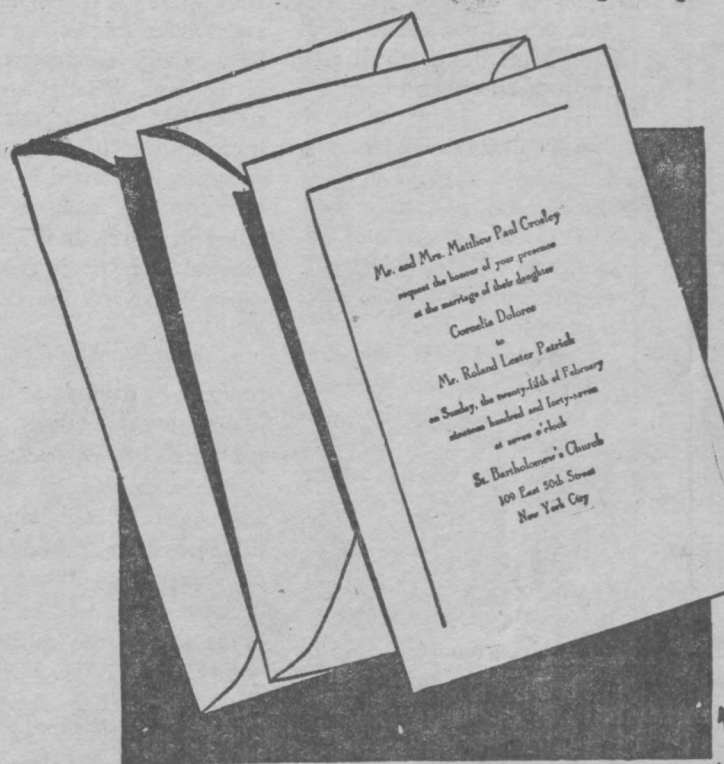 Mr. and Mrs. Matthew Paul Crosley
request the honour of your presence
at the marriage of their daughter
Cornelia Dolores
to
Mr. Roland Lester Patrick
on Sunday, the twenty-fifth of February
nineteen hundred and forty-seven
at seven o'clock
St. Bartholomew's Church
109 East 50th Street
New York City